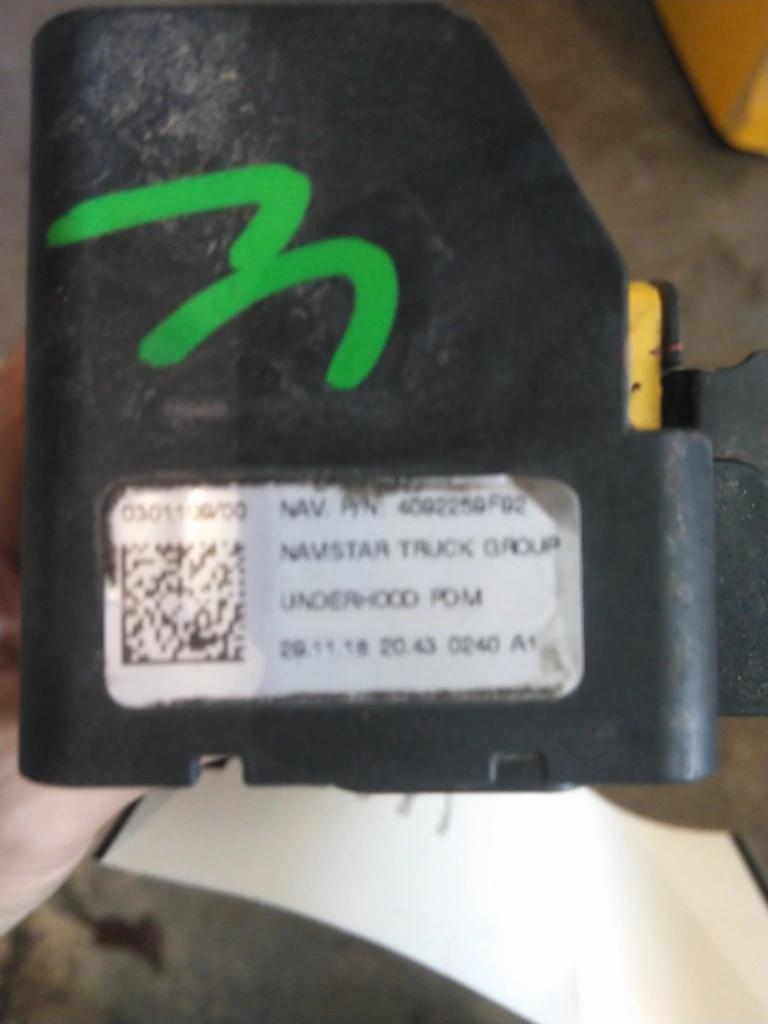 3
NAV. P/N: 4092259F92
NAVISTAR TRUCK GROUP
UNDERHOOD PDM
29.11.18 20.43 0240 A1